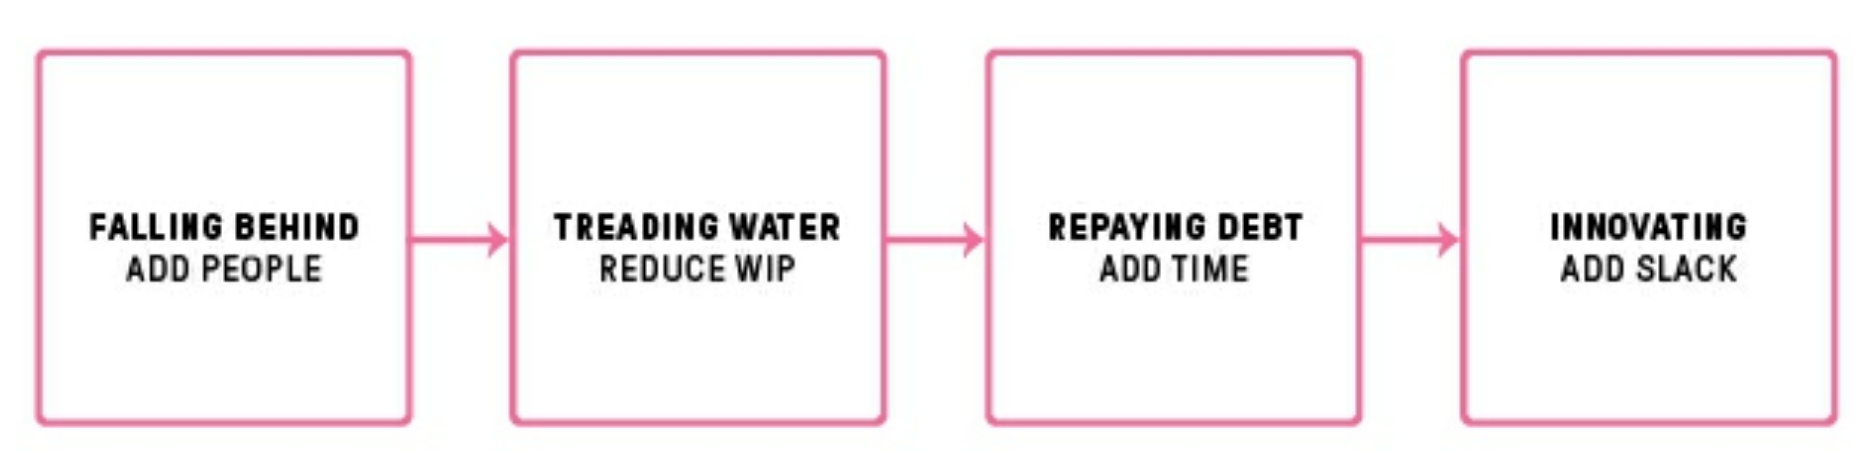 FALLING BEHIND
ADD PEOPLE
TREADING WATER
REDUCE WIP
REPAYING DEBT
ADD TIME
INNOVATING
ADD SLACK